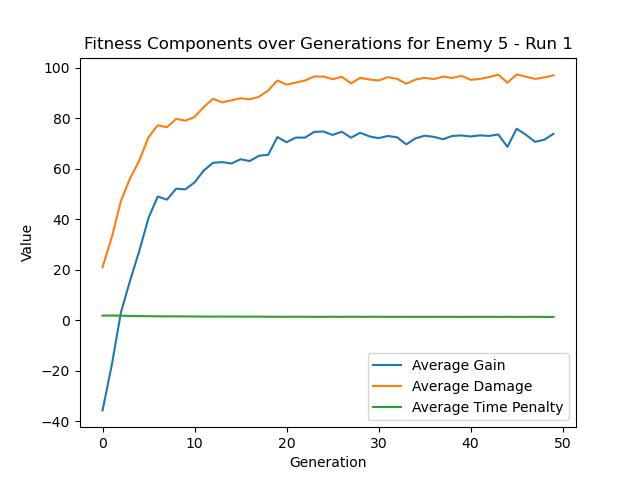 Fitness Components over Generations for Enemy 5 - Run 1
100
80
60
40
20
0
−20
−40
Value
0 10 20 30 40 50
Generation
Average Gain
Average Damage
Average Time Penalty